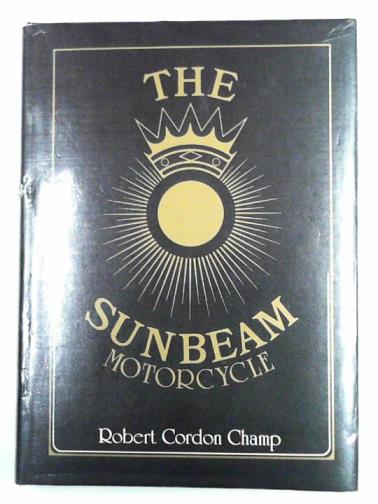 THE
SUNBEAM
MOTORCYCLE
Robert Cordon Champ